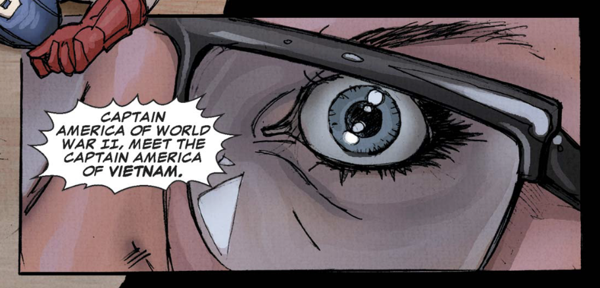 CAPTAIN
AMERICA OF WORLD
WAR II, MEET THE
CAPTAIN AMERICA
OF VIETNAM.